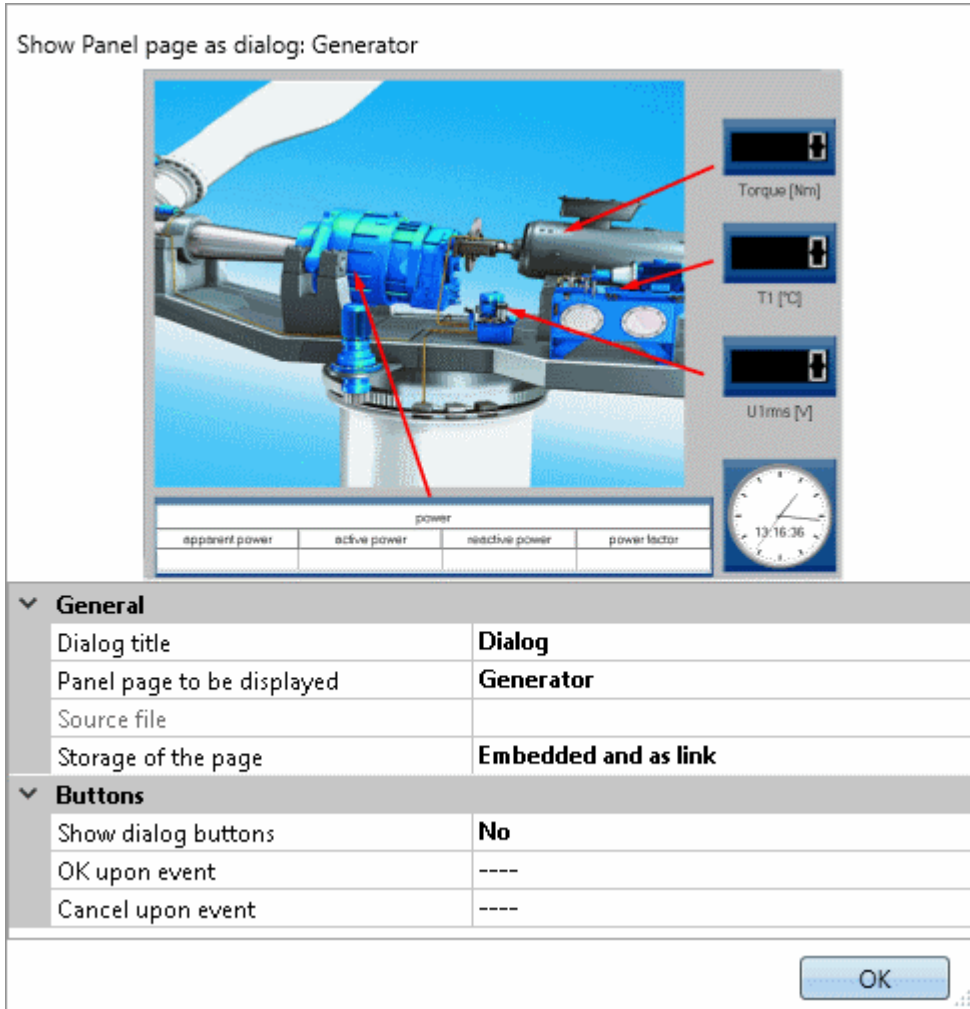 Show Panel page as dialog: Generator
Torque [Nm]
T1 [°C]
U1rms [V]
13:16:36
power
apparent power active power reactive power power factor
General
Dialog title Dialog
Panel page to be displayed Generator
Source file
Storage of the page Embedded and as link
Buttons
Show dialog buttons No
OK upon event ----
Cancel upon event ----
OK